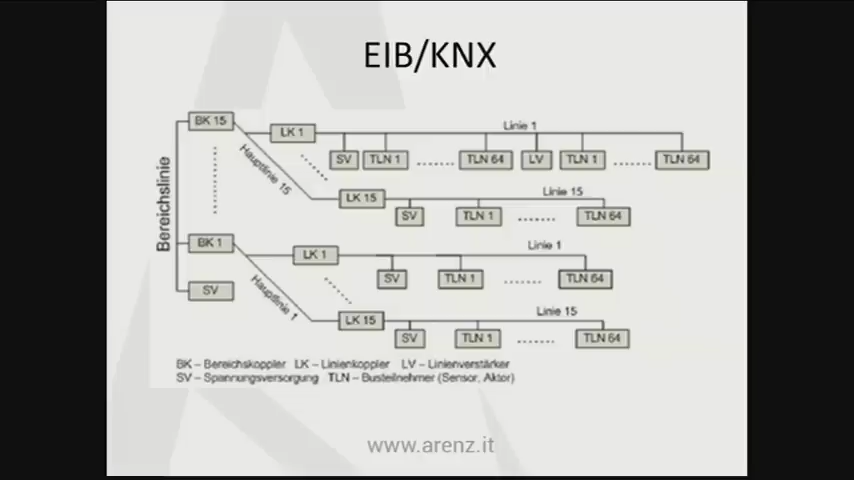 EIB/KNX
BK 15
LK 1
Linie 1
SV TLN 1 TLN 64 LV TLN 1 TLN 64
Hauptlinie 15
LK 15
Linie 15
SV TLN 1 TLN 64
Bereichslinie
BK 1
LK 1
Linie 1
SV TLN 1 TLN 64
SV
Hauptlinie 1
LK 15
Linie 15
SV TLN 1 TLN 64
BK – Bereichskoppler LK – Linienkoppler LV – Linienverstärker
SV – Spannungsversorgung TLN – Busteilnehmer (Sensor, Aktor)
www.arenz.it